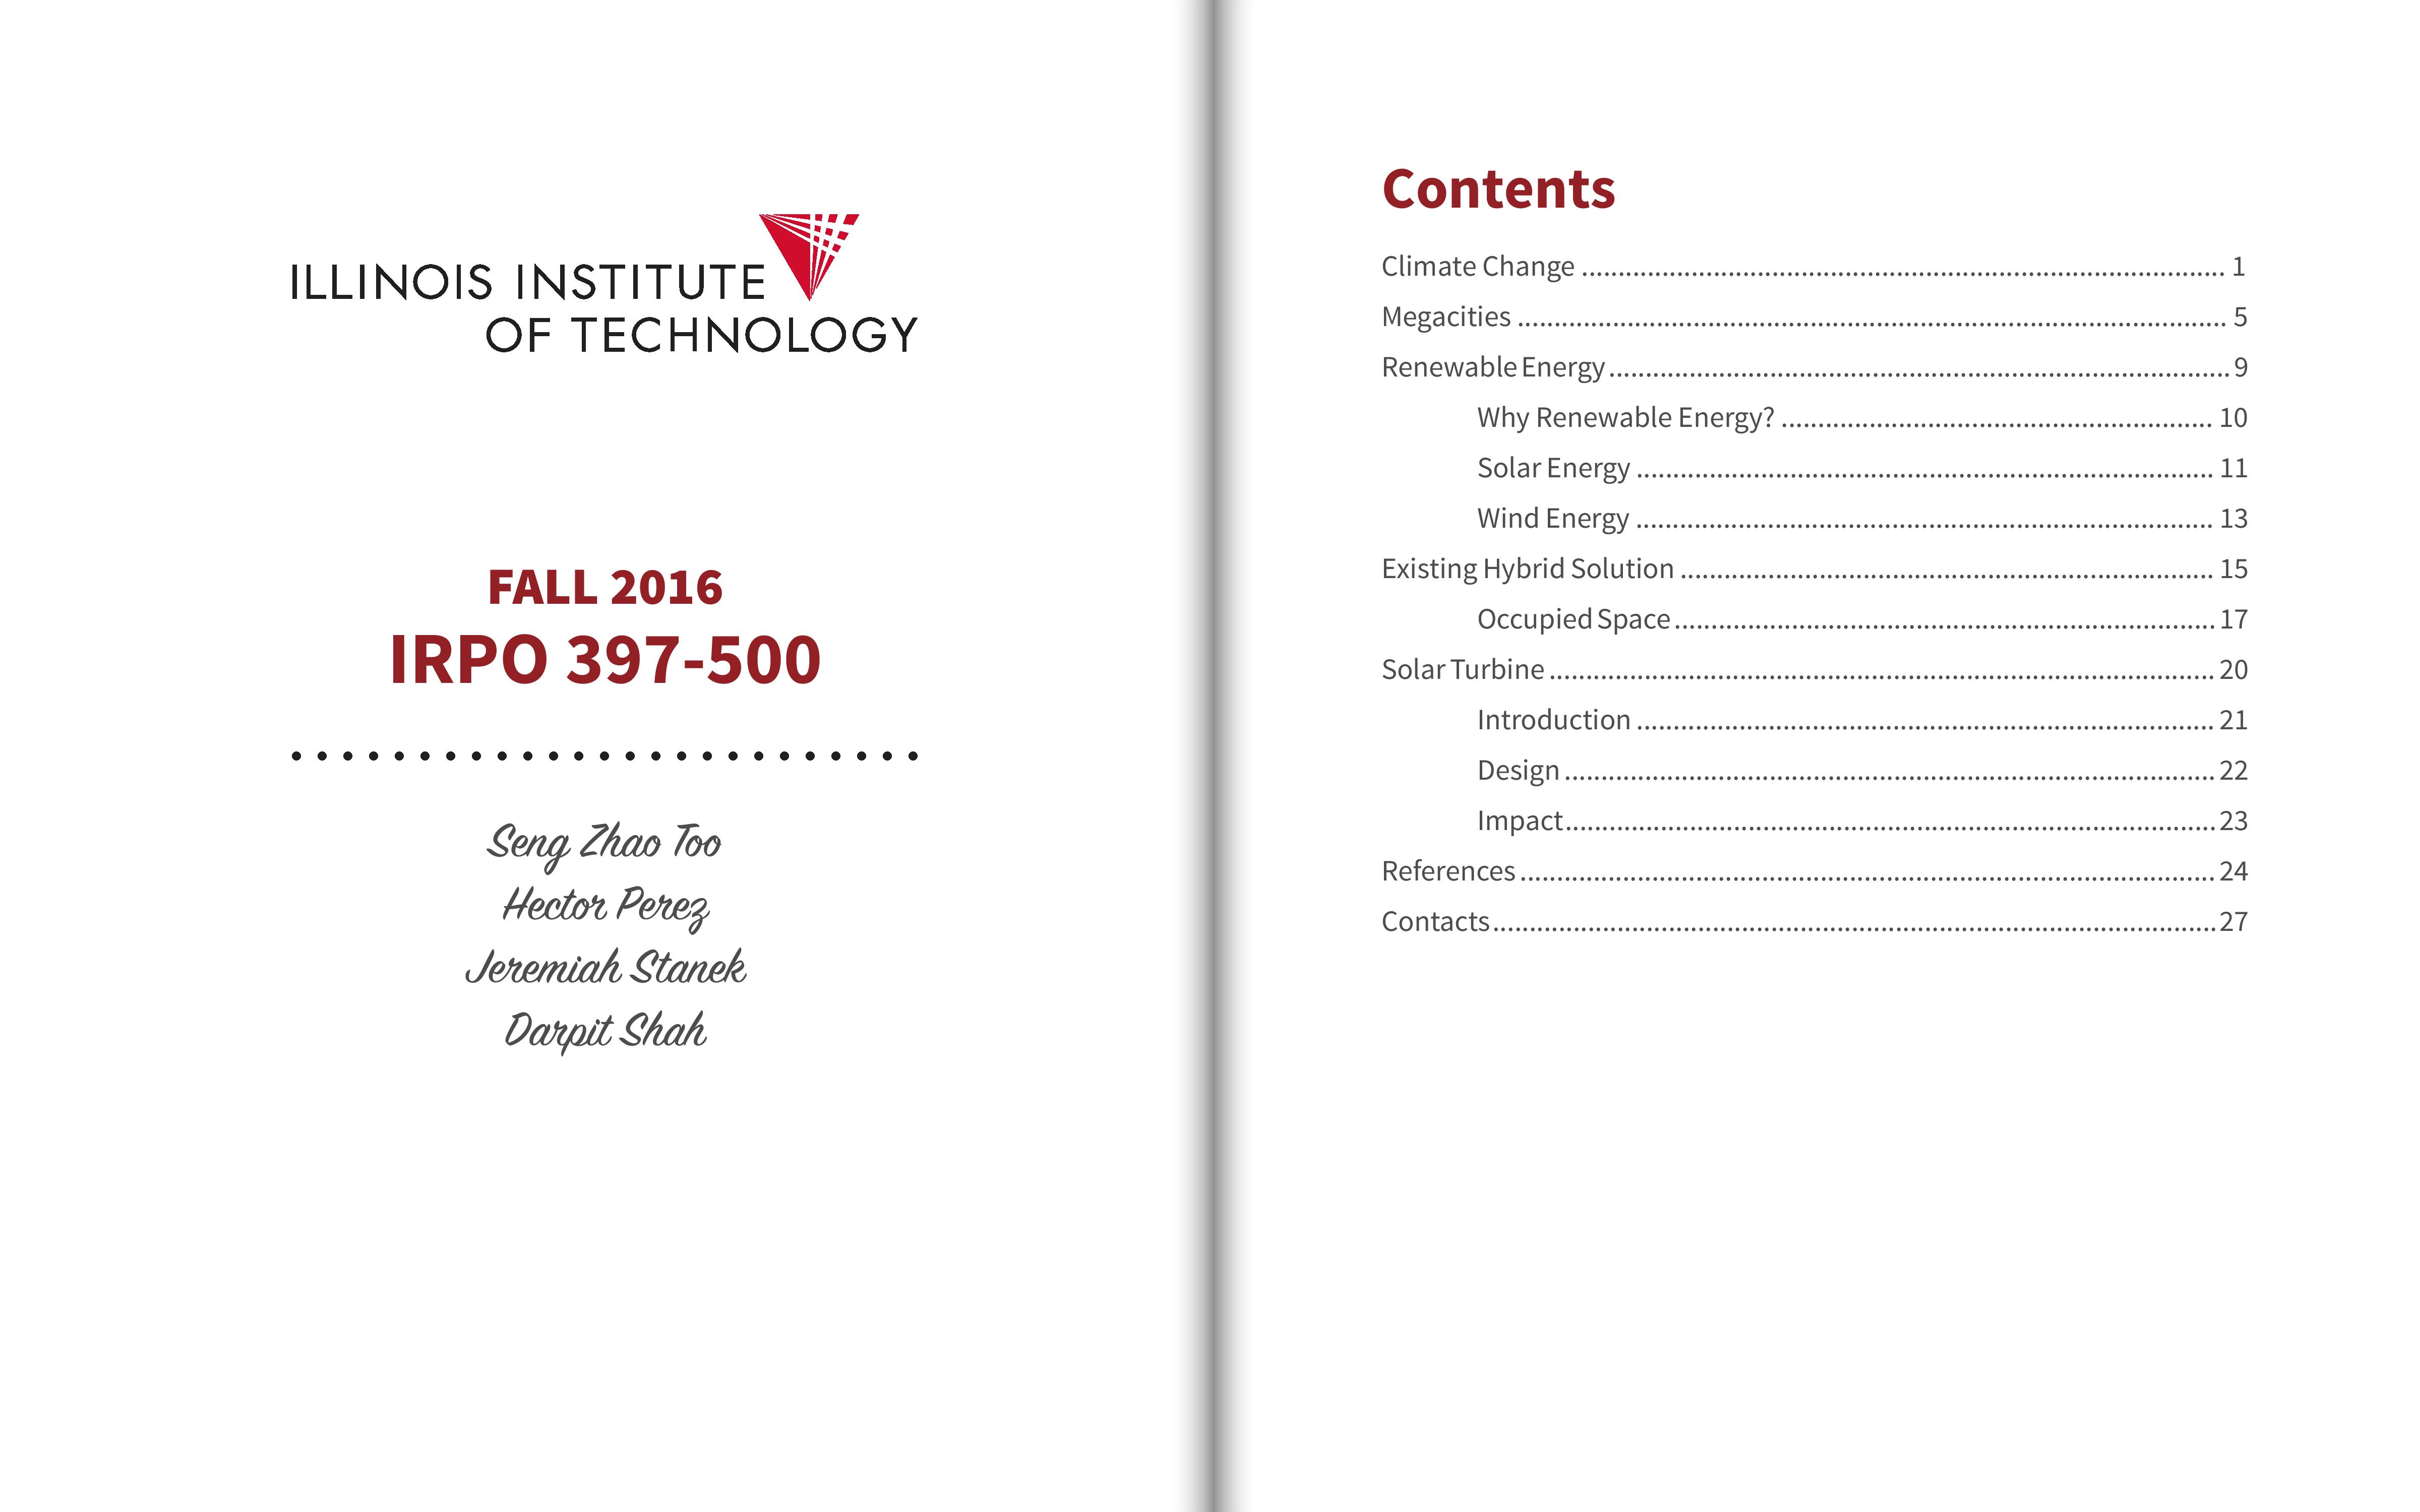 ILLINOIS INSTITUTE
OF TECHNOLOGY
FALL 2016
IRPO 397-500
Seng Zhao Too
Hector Perez
Jeremiah Stanek
Darpit Shah
Contents
Climate Change ........................................................................................ 1
Megacities ................................................................................................. 5
Renewable Energy ..................................................................................... 9
Why Renewable Energy? ........................................................... 10
Solar Energy ............................................................................... 11
Wind Energy ............................................................................... 13
Existing Hybrid Solution ......................................................................... 15
Occupied Space .......................................................................... 17
Solar Turbine ........................................................................................... 20
Introduction ............................................................................... 21
Design ......................................................................................... 22
Impact ......................................................................................... 23
References ............................................................................................... 24
Contacts ................................................................................................... 27